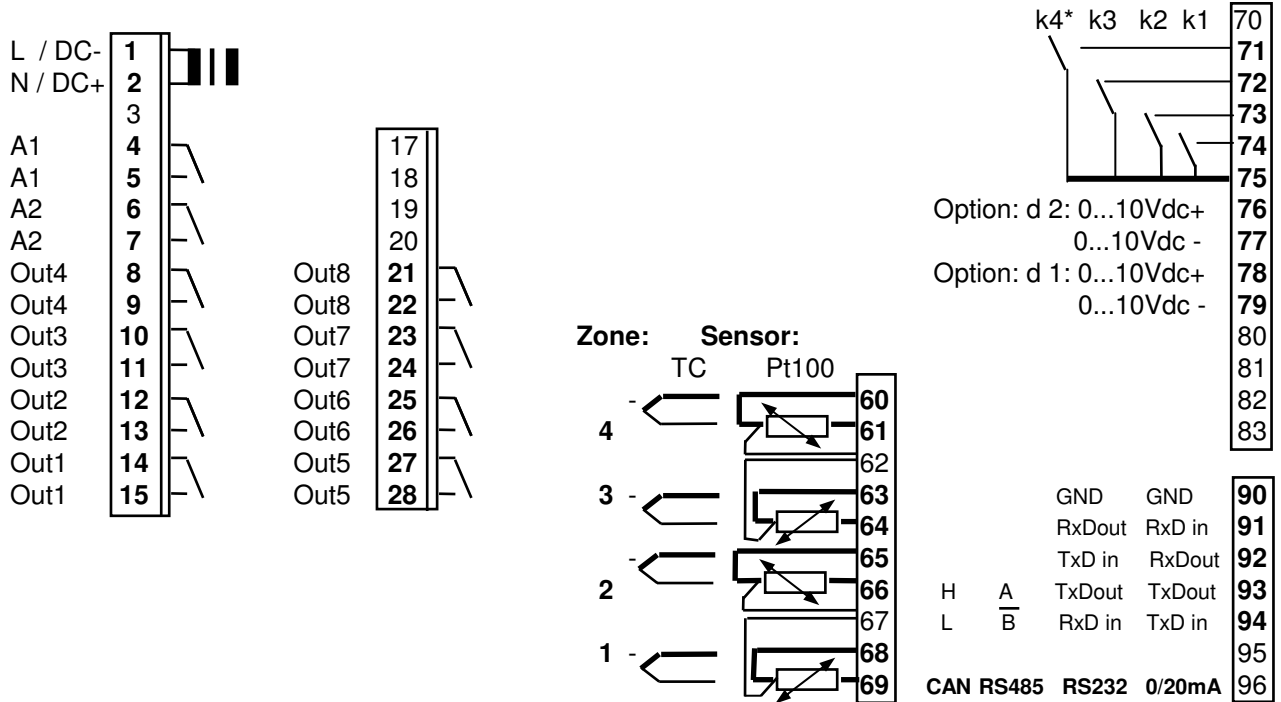 L / DC- 1
N / DC+ 2
3
A1 4
A1 5
A2 6
A2 7
Out4 8
Out4 9
Out3 10
Out3 11
Out2 12
Out2 13
Out1 14
Out1 15
17
18
19
20
Out8 21
Out8 22
Out7 23
Out7 24
Out6 25
Out6 26
Out5 27
Out5 28
Zone: Sensor:
TC Pt100
- 60
4 61
62
3 - 63
64
- 65
2 66
67
1 - 68
69
k4* k3 k2 k1 70
71
72
73
74
75
Option: d 2: 0...10Vdc+ 76
0...10Vdc - 77
Option: d 1: 0...10Vdc+ 78
0...10Vdc - 79
80
81
82
83
GND GND 90
RxDout RxD in 91
TxD in RxDout 92
H A TxDout TxDout 93
L B RxD in TxD in 94
95
CAN RS485 RS232 0/20mA 96